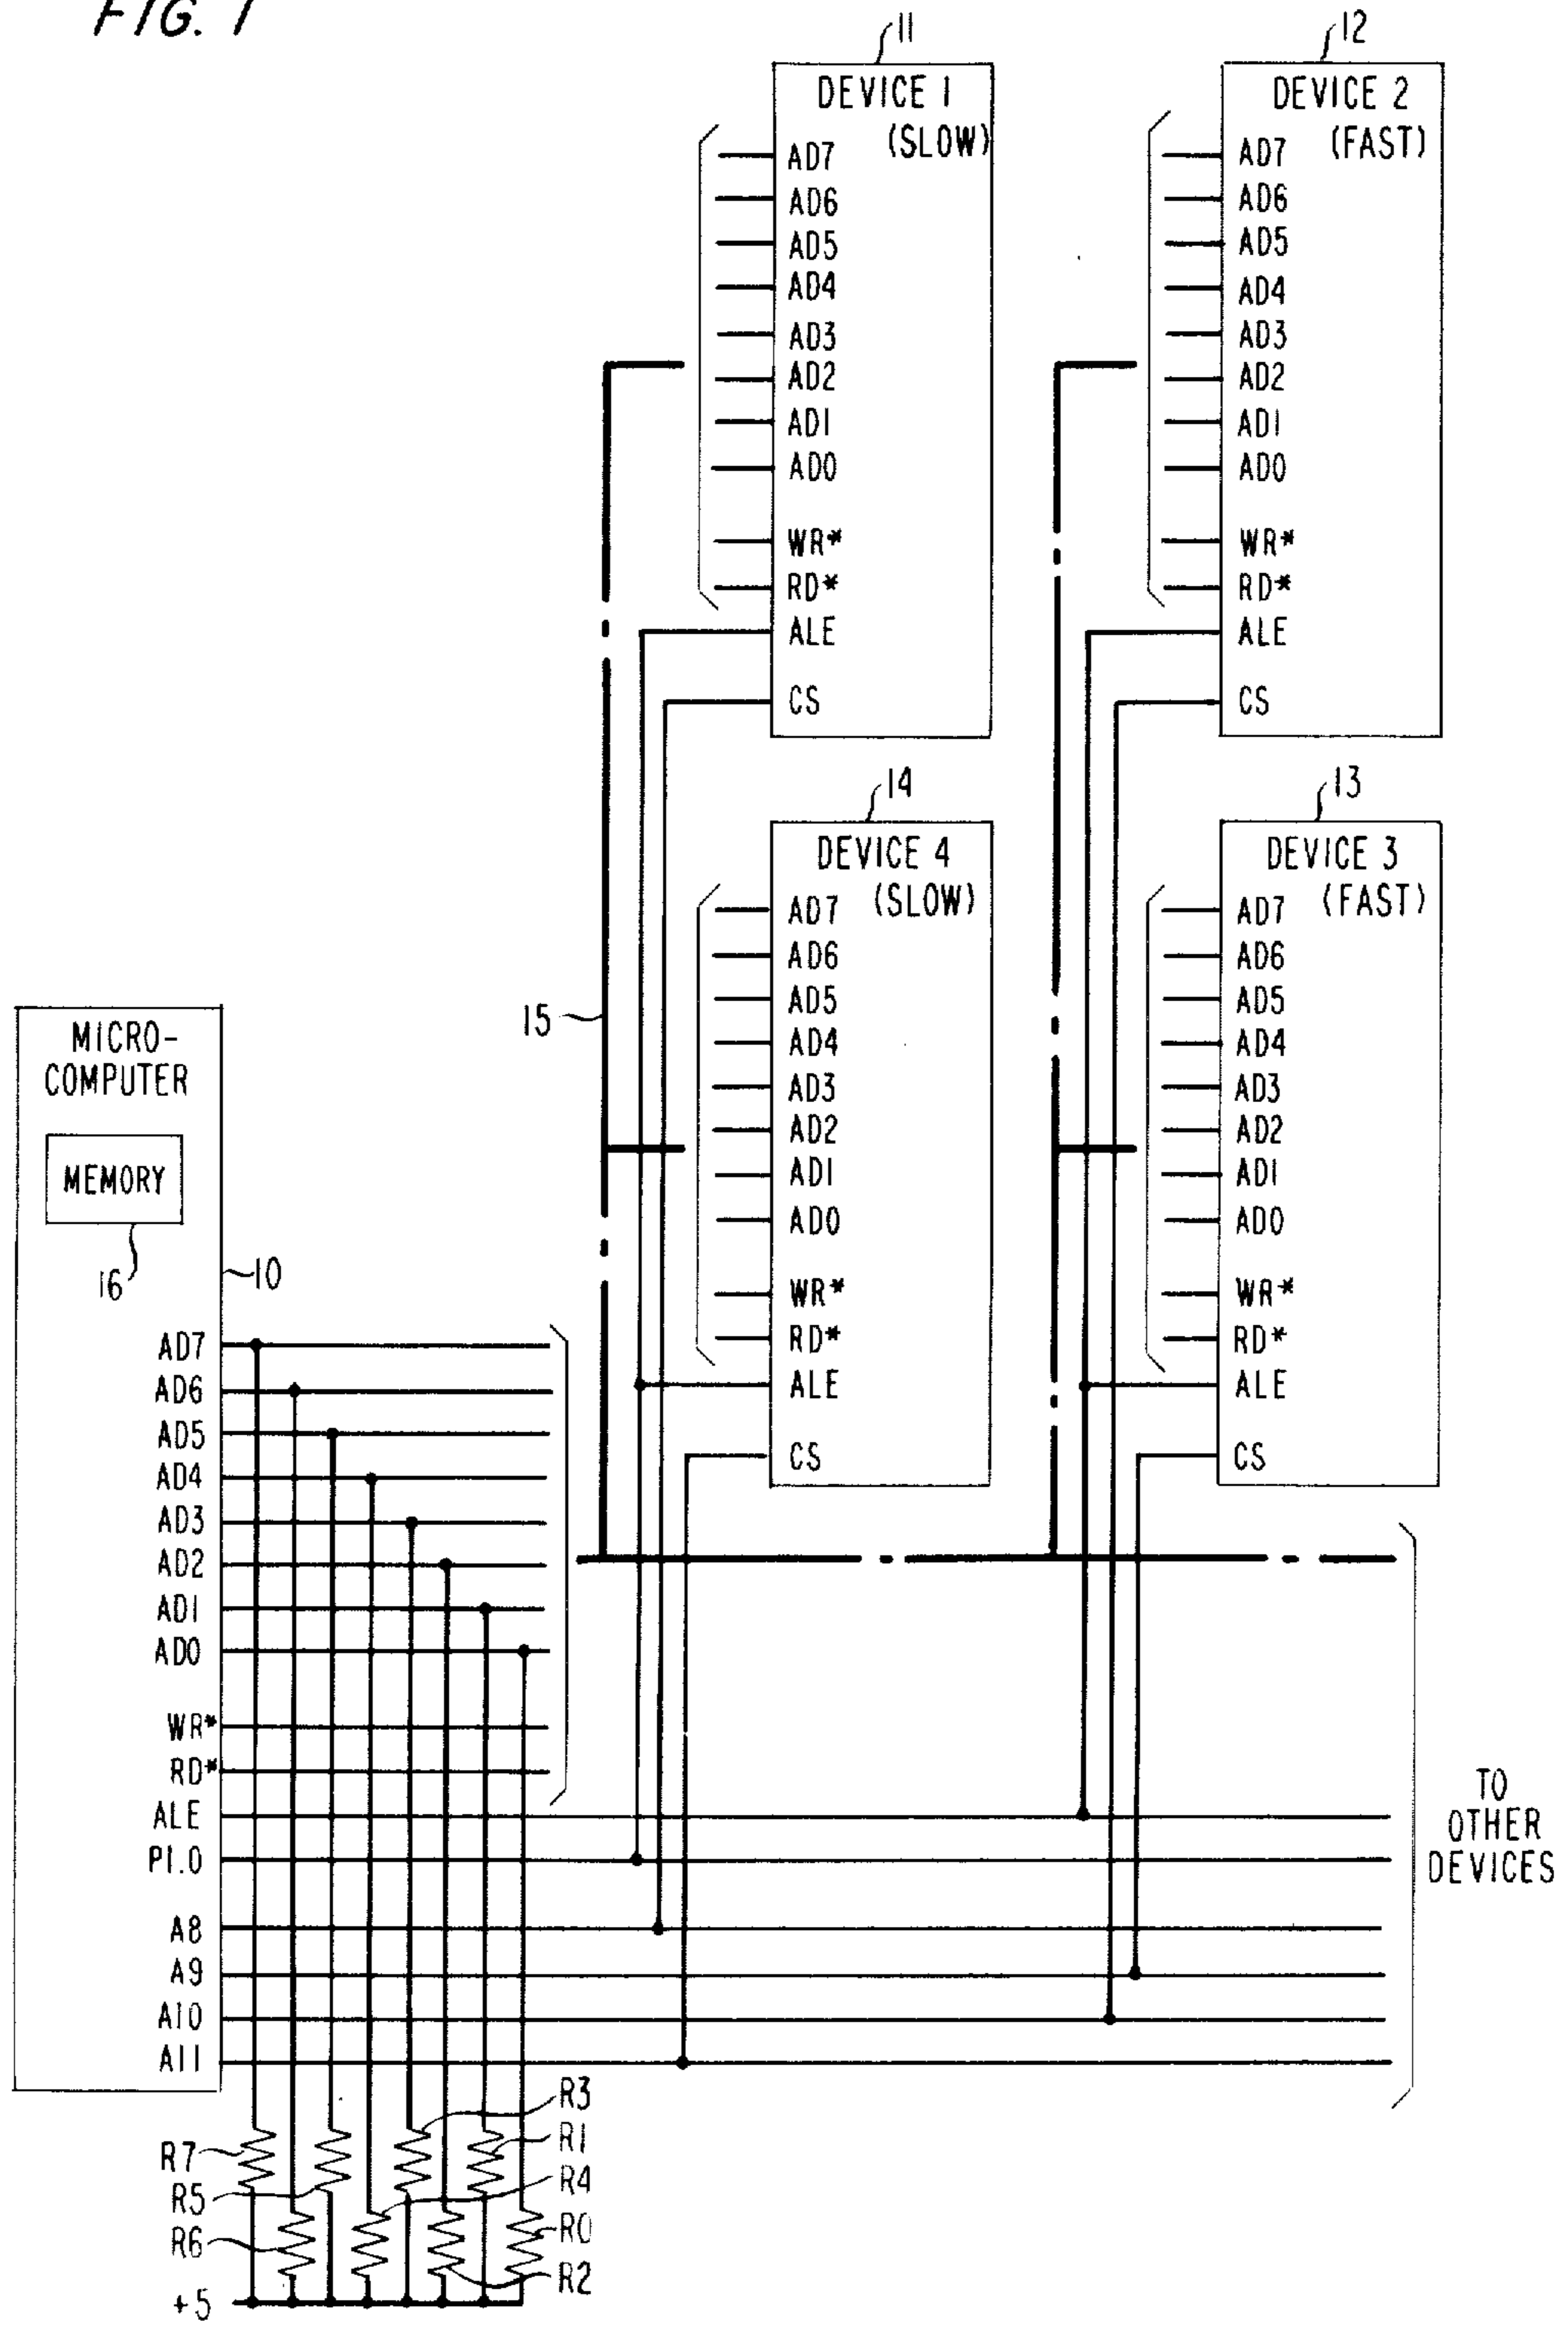 FIG. 1
11
DEVICE 1
(SLOW)
AD7
AD6
AD5
AD4
AD3
AD2
AD1
AD0
WR*
RD*
ALE
CS
12
DEVICE 2
(FAST)
AD7
AD6
AD5
AD4
AD3
AD2
AD1
AD0
WR*
RD*
ALE
CS
14
DEVICE 4
(SLOW)
AD7
AD6
AD5
AD4
AD3
AD2
AD1
AD0
WR*
RD*
ALE
CS
13
DEVICE 3
(FAST)
AD7
AD6
AD5
AD4
AD3
AD2
AD1
AD0
WR*
RD*
ALE
CS
15
MICRO-
COMPUTER
MEMORY
16
10
AD7
AD6
AD5
AD4
AD3
AD2
AD1
AD0
WR*
RD*
ALE
P1.0
A8
A9
A10
A11
TO
OTHER
DEVICES
R3
R1
R7
R4
R5
R0
R6
R2
+5